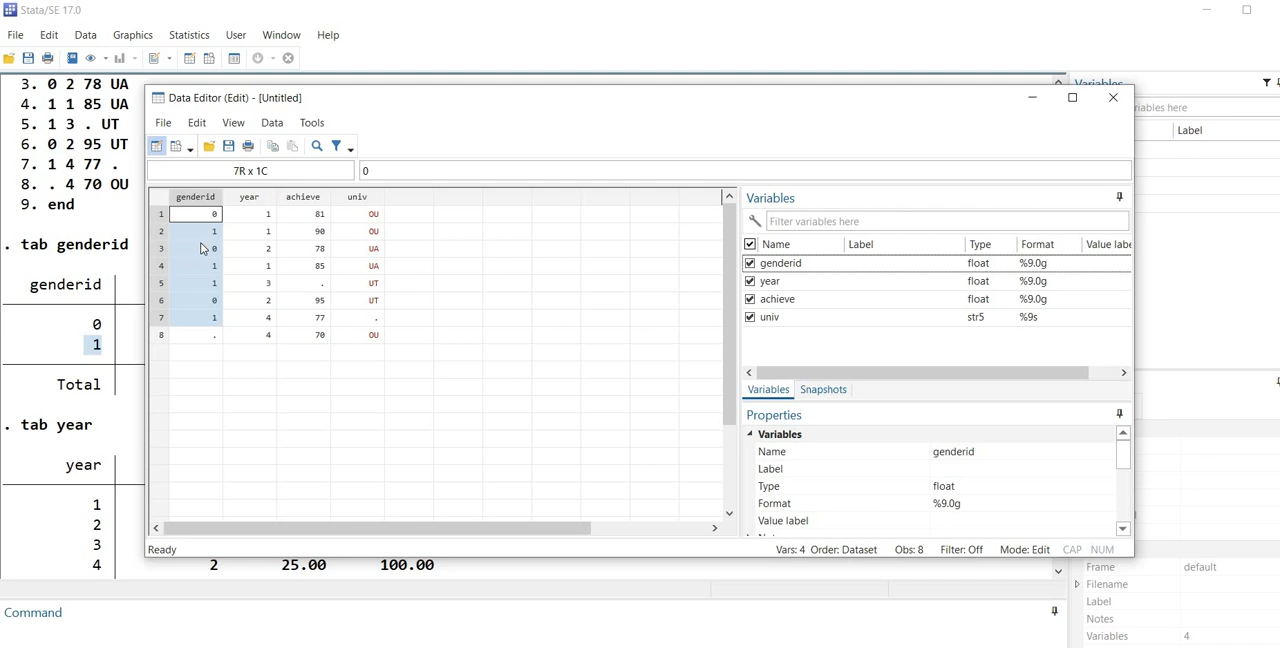 Stata/SE 17.0
File Edit Data Graphics Statistics User Window Help
3. 0 2 78 UA
4. 1 1 85 UA
5. 1 3 . UT
6. 0 2 95 UT
7. 1 4 77 .
8. . 4 70 OU
9. end
. tab genderid
genderid
0
1
Total
. tab year
year
1
2
3
4 2 25.00 100.00
Command
Data Editor (Edit) - [Untitled]
File Edit View Data Tools
7R x 1C 0
genderid year achieve univ
1 0 1 81 OU
2 1 1 90 OU
3 0 2 78 UA
4 1 1 85 UA
5 1 3 . UT
6 0 2 95 UT
7 1 4 77 .
8 . 4 70 OU
Variables
Filter variables here
Name Label Type Format Value labe
genderid float %9.0g
year float %9.0g
achieve float %9.0g
univ str5 %9s
Variables Snapshots
Properties
Variables
Name genderid
Label
Type float
Format %9.0g
Value label
Ready Vars: 4 Order: Dataset Obs: 8 Filter: Off Mode: Edit CAP NUM
Variables
riables here
Label
Frame default
Filename
Label
Notes
Variables 4